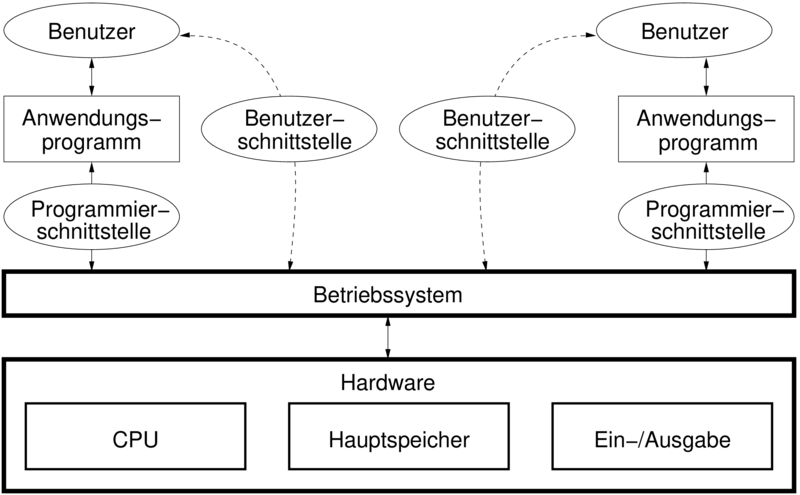 Benutzer
Benutzer
Anwendungs−
programm
Benutzer−
schnittstelle
Benutzer−
schnittstelle
Anwendungs−
programm
Programmier−
schnittstelle
Programmier−
schnittstelle
Betriebssystem
Hardware
CPU
Hauptspeicher
Ein−/Ausgabe